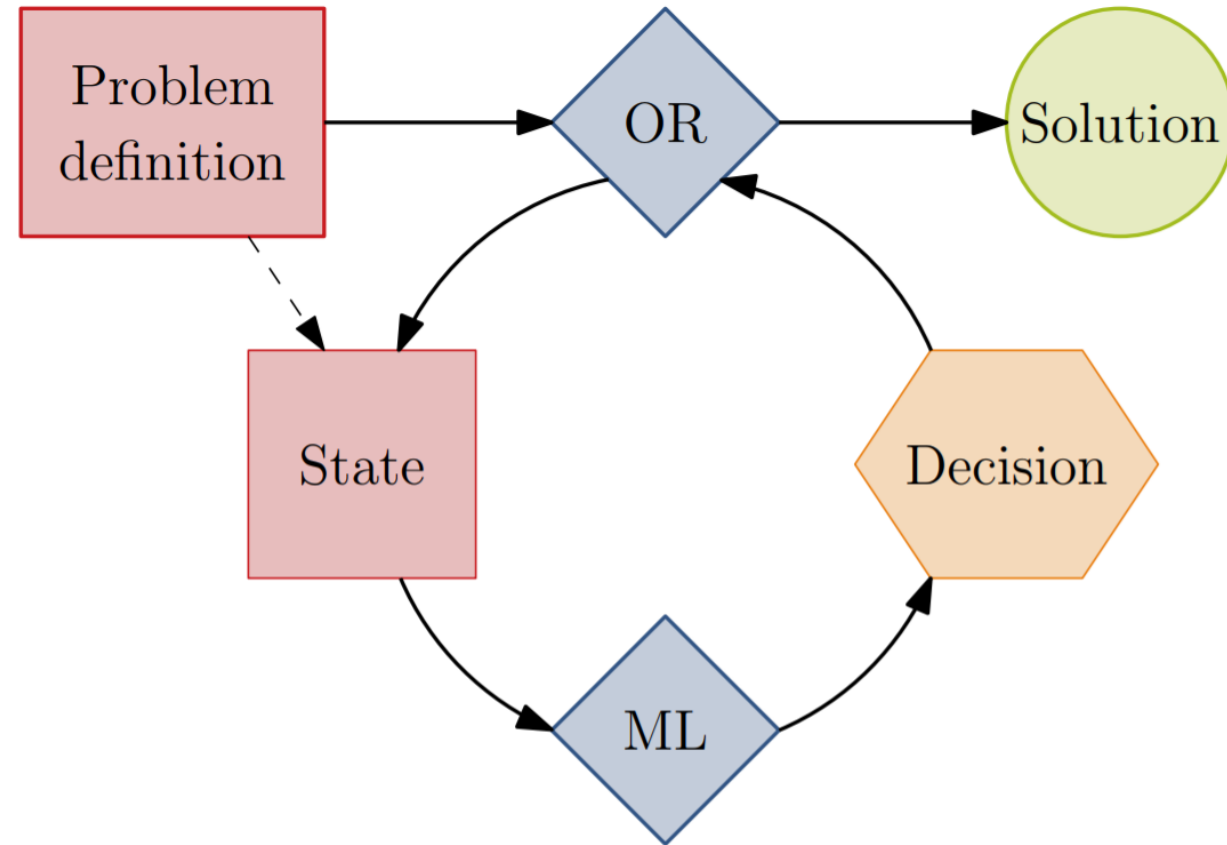 Problem
definition
OR
Solution
State
Decision
ML